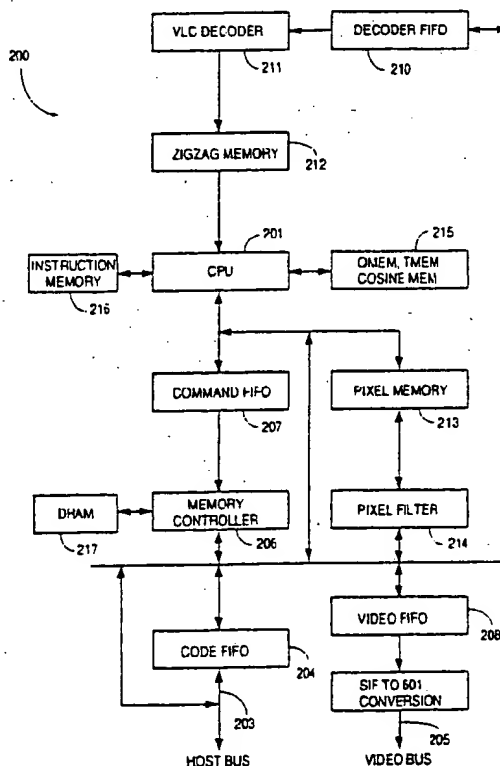 VLC DECODER
DECODER FIFO
200
211
210
ZIGZAG MEMORY
212
201
215
INSTRUCTION
MEMORY
CPU
QMEM, TMEM
COSINE MEM
216
COMMAND FIFO
PIXEL MEMORY
207
213
DHAM
MEMORY
CONTROLLER
PIXEL FILTER
217
206
214
CODE FIFO
VIDEO FIFO
204
208
SIF TO 601
CONVERSION
203
205
HOST BUS
VIDEO BUS